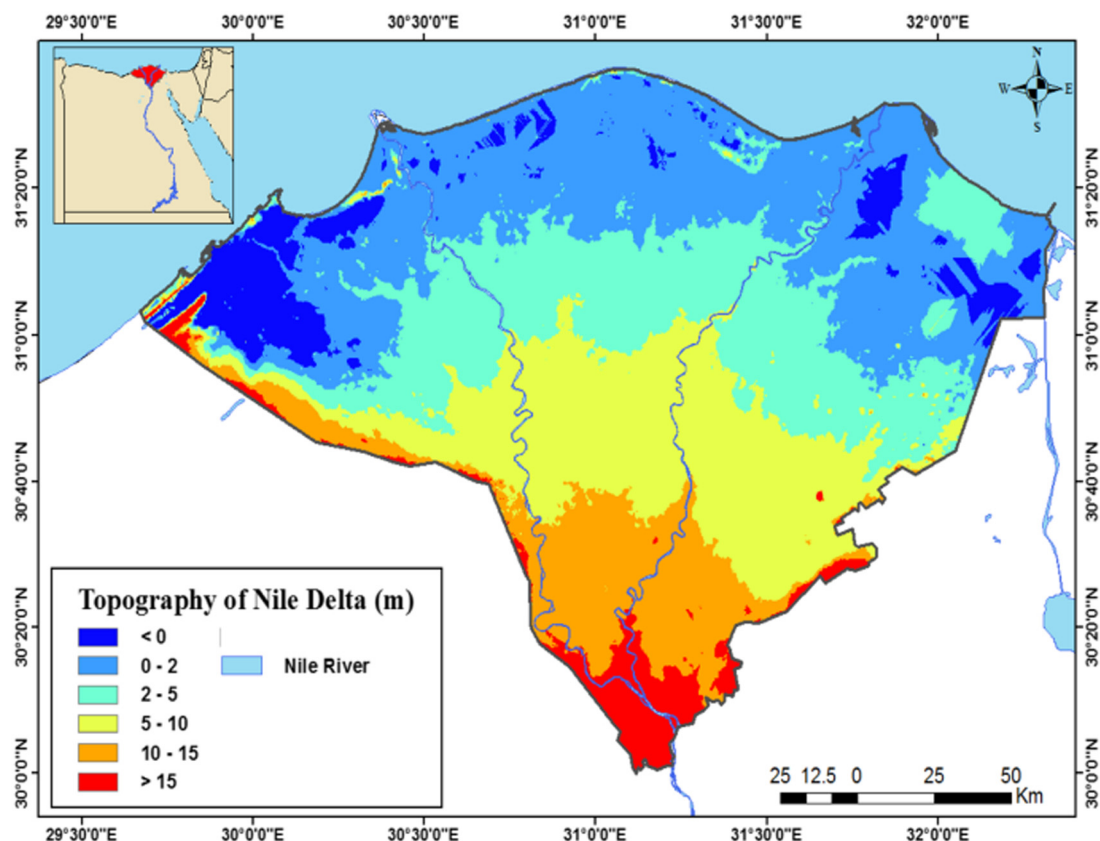 29°30'0"E 30°0'0"E 30°30'0"E 31°0'0"E 31°30'0"E 32°0'0"E
N
W E
S
31°20'0"N 31°20'0"N
31°0'0"N 31°0'0"N
30°40'0"N 30°40'0"N
30°20'0"N 30°20'0"N
30°0'0"N 30°0'0"N
Topography of Nile Delta (m)
< 0
0 - 2 Nile River
2 - 5
5 - 10
10 - 15
> 15
25 12.5 0 25 50
Km
29°30'0"E 30°0'0"E 30°30'0"E 31°0'0"E 31°30'0"E 32°0'0"E